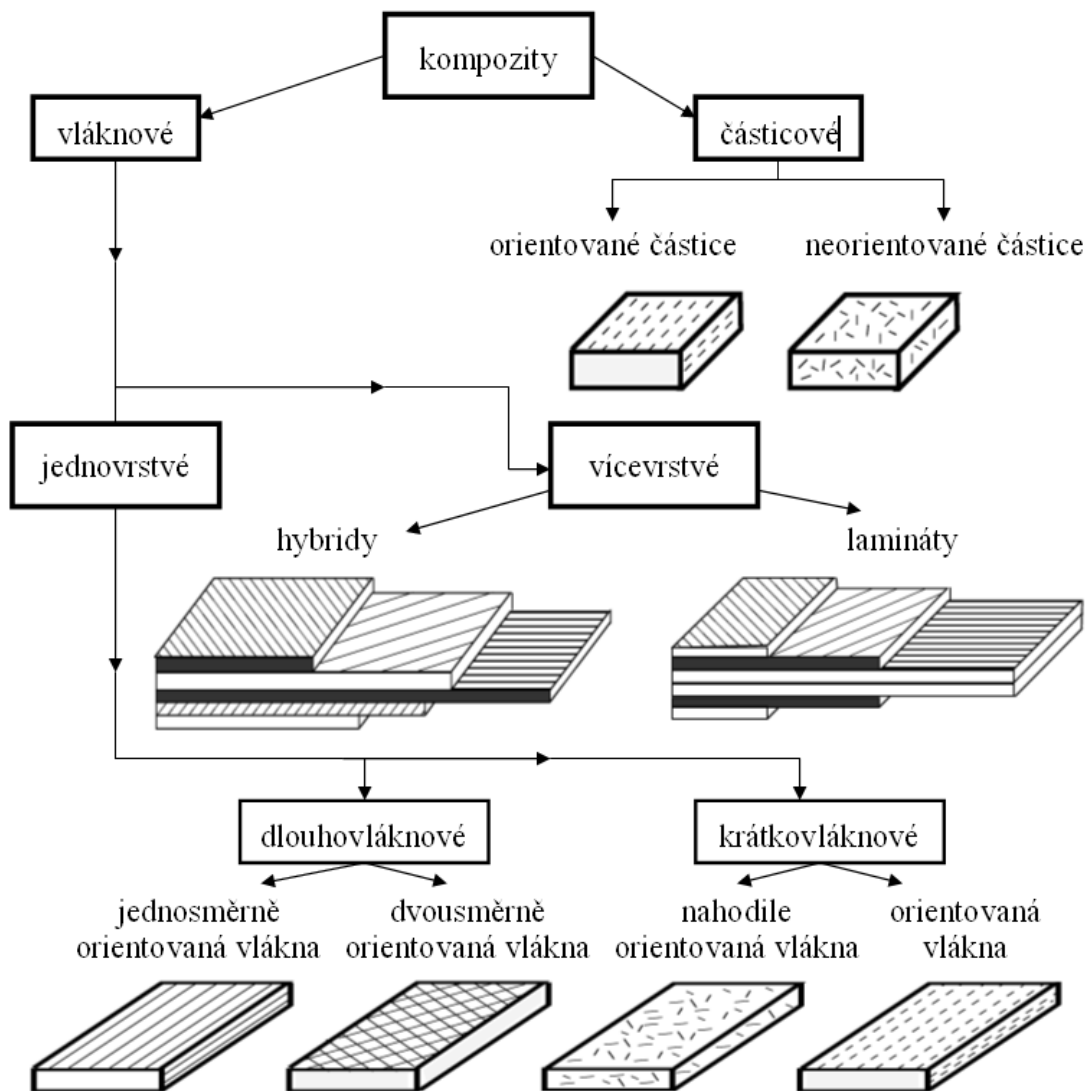 kompozity
vláknové
částicové
orientované částice
neorientované částice
jednovrstvé
vícevrstvé
hybridy
lamináty
dlouhovláknové
krátkovláknové
jednosměrně
orientovaná vlákna
dvousměrně
orientovaná vlákna
nahodile
orientovaná vlákna
orientovaná
vlákna